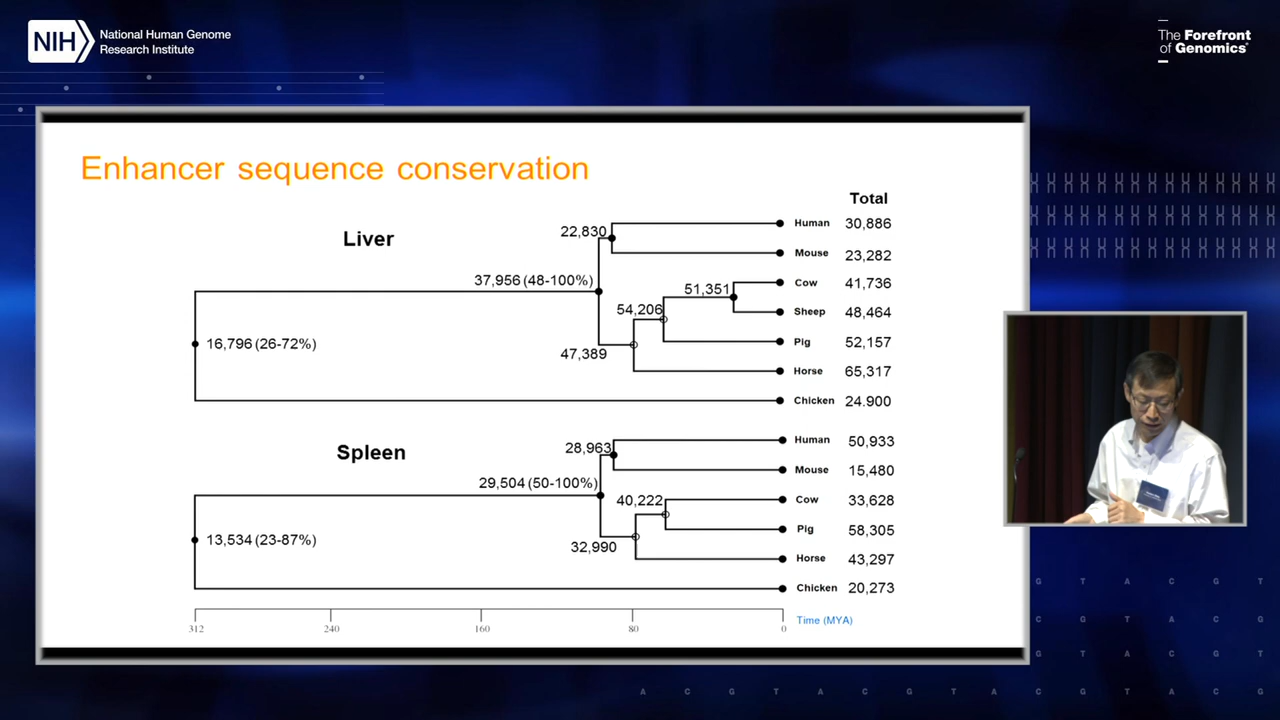 NIH
National Human Genome
Research Institute
The Forefront
of Genomics®
Enhancer sequence conservation
Total
Liver
22,830
Human 30,886
Mouse 23,282
37,956 (48-100%)
51,351
Cow 41,736
54,206
Sheep 48,464
16,796 (26-72%)
47,389
Pig 52,157
Horse 65,317
Chicken 24.900
Spleen
28,963
Human 50,933
Mouse 15,480
29,504 (50-100%)
40,222
Cow 33,628
Pig 58,305
13,534 (23-87%)
32,990
Horse 43,297
Chicken 20,273
312 240 160 80 0
Time (MYA)
G T A C G T
G T A C G T A C G
G T A C G T
A C G T A C G T A C G T A C G